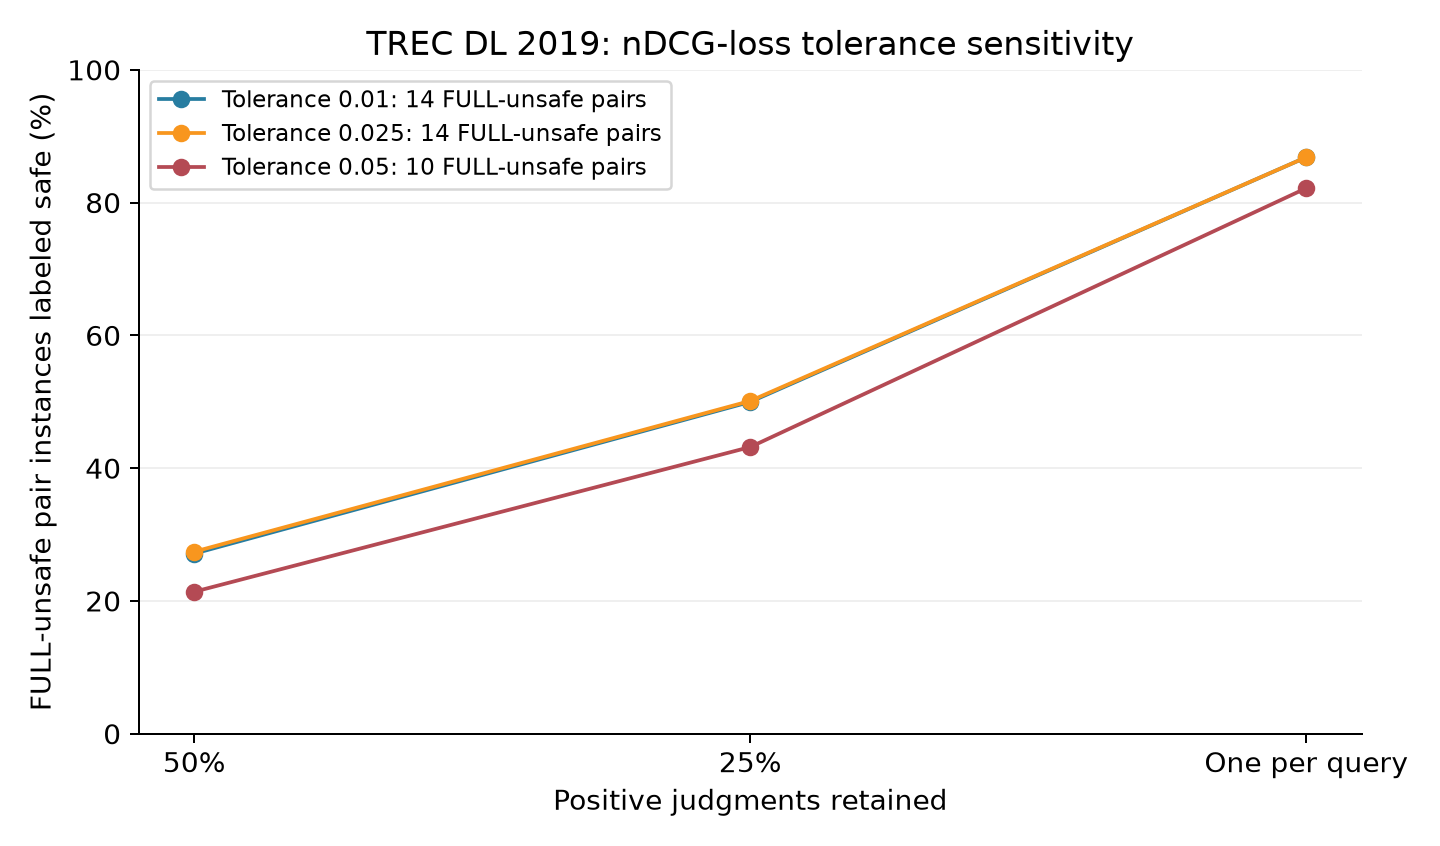 TREC DL 2019: nDCG-loss tolerance sensitivity
FULL-unsafe pair instances labeled safe (%)
100
80
60
40
20
0
Tolerance 0.01: 14 FULL-unsafe pairs
Tolerance 0.025: 14 FULL-unsafe pairs
Tolerance 0.05: 10 FULL-unsafe pairs
50%
25%
One per query
Positive judgments retained